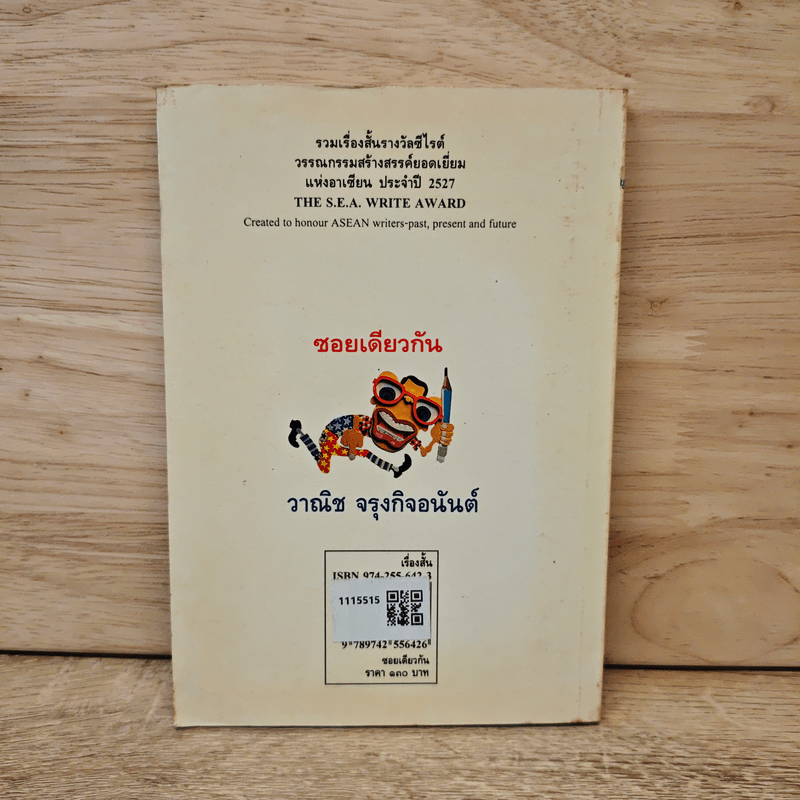 รวมเรื่องสั้นรางวัลซีไรต์
วรรณกรรมสร้างสรรค์ยอดเยี่ยม
แห่งอาเซียน ประจำปี 2527
THE S.E.A. WRITE AWARD
Created to honour ASEAN writers-past, present and future
ซอยเดียวกัน
วาณิช จรุงกิจอนันต์
เรื่องสั้น
ISBN 974-255-642-3
1115515
9 789742 556426
ซอยเดียวกัน
ราคา ๑๓๐ บาท